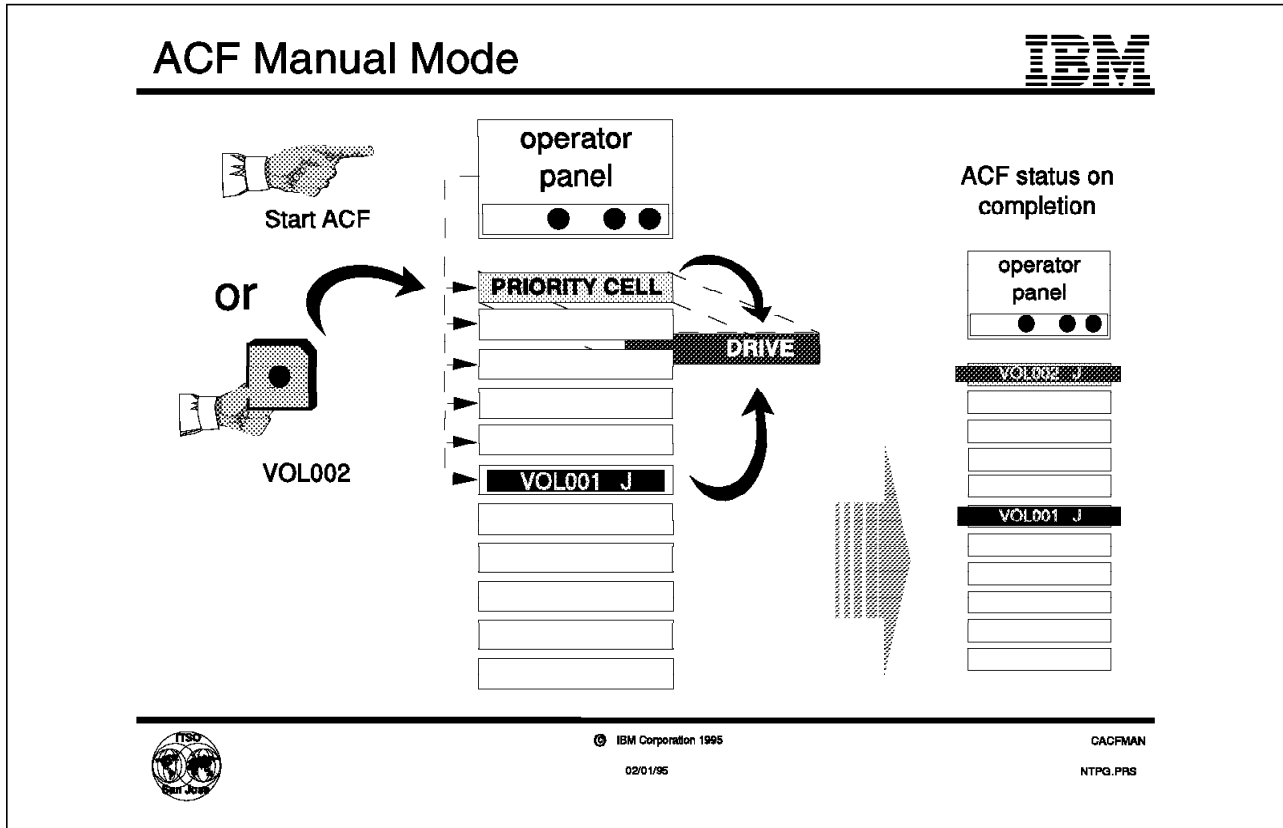 ACF Manual Mode
IBM
Start ACF
or
VOL002
operator
panel
PRIORITY CELL
DRIVE
VOL001 J
ACF status on
completion
operator
panel
VOL002 J
VOL001 J
ITSO
San Jose
© IBM Corporation 1995
02/01/95
CACFMAN
NTPG.PRS